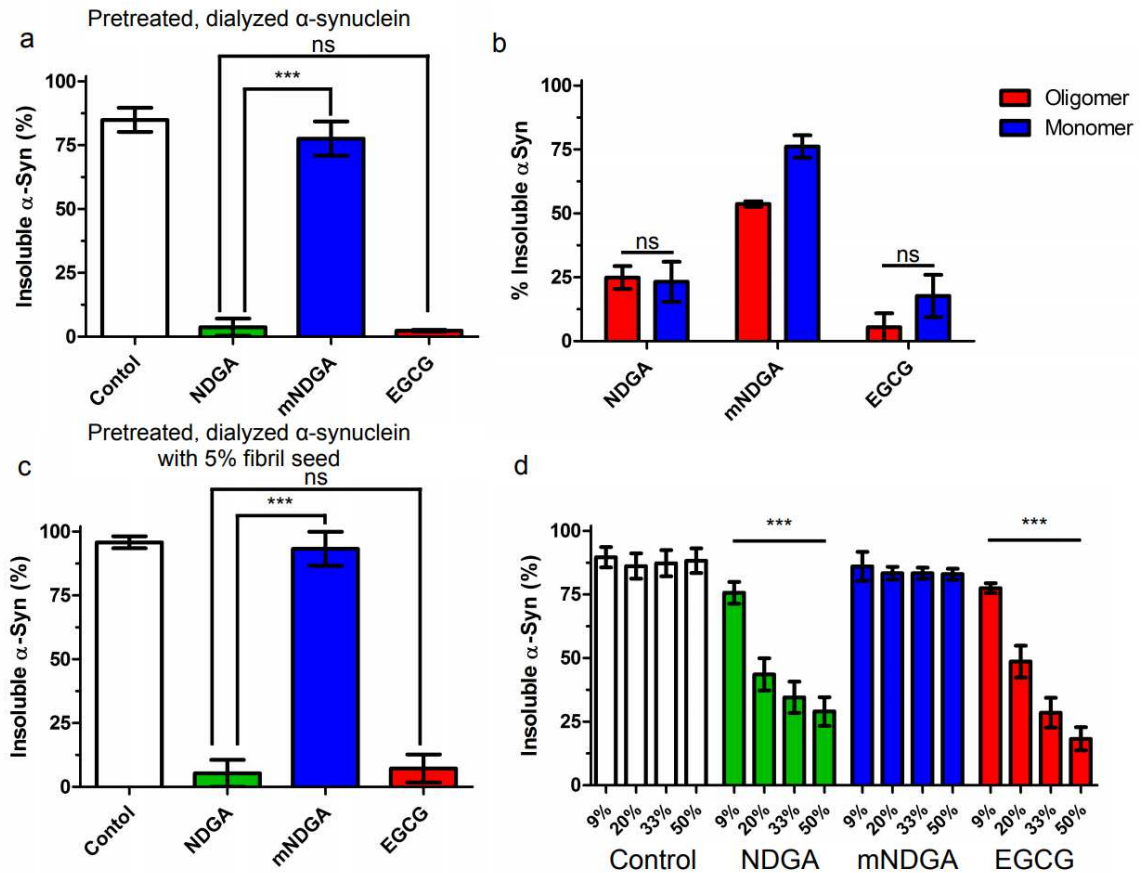 Pretreated, dialyzed α-synuclein
a
ns
***
Insoluble α-Syn (%)
100
75
50
25
0
Contol
NDGA
mNDGA
EGCG
b
Oligomer
Monomer
% Insoluble αSyn
100
75
50
25
0
ns
ns
NDGA
mNDGA
EGCG
Pretreated, dialyzed α-synuclein
with 5% fibril seed
c
ns
***
Insoluble α-Syn (%)
100
75
50
25
0
Contol
NDGA
mNDGA
EGCG
d
***
***
Insoluble α-Syn (%)
100
75
50
25
0
9% 20% 33% 50% 9% 20% 33% 50% 9% 20% 33% 50% 9% 20% 33% 50%
Control NDGA mNDGA EGCG